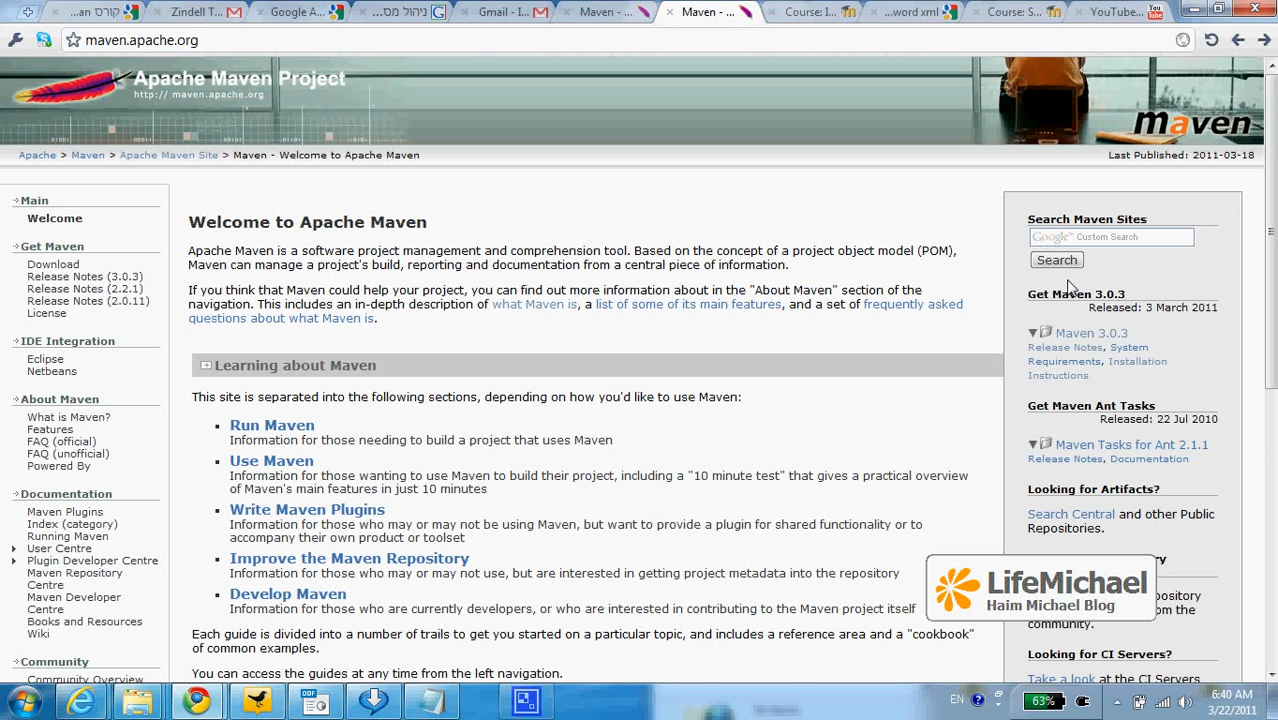 קורס an...
Zindell T...
Google A...
ניהול מס...
Gmail - I...
Maven - ...
Maven - ...
Course: I...
...word xml
Course: S...
YouTube...
maven.apache.org
Apache Maven Project
http:// maven.apache.org
maven
Apache > Maven > Apache Maven Site > Maven - Welcome to Apache Maven
Last Published: 2011-03-18
Main
Welcome
Get Maven
Download
Release Notes (3.0.3)
Release Notes (2.2.1)
Release Notes (2.0.11)
License
IDE Integration
Eclipse
Netbeans
About Maven
What is Maven?
Features
FAQ (official)
FAQ (unofficial)
Powered By
Documentation
Maven Plugins
Index (category)
Running Maven
User Centre
Plugin Developer Centre
Maven Repository
Centre
Maven Developer
Centre
Books and Resources
Wiki
Community
Community Overview
Welcome to Apache Maven
Apache Maven is a software project management and comprehension tool. Based on the concept of a project object model (POM),
Maven can manage a project's build, reporting and documentation from a central piece of information.
If you think that Maven could help your project, you can find out more information about in the "About Maven" section of the
navigation. This includes an in-depth description of what Maven is, a list of some of its main features, and a set of frequently asked
questions about what Maven is.
Learning about Maven
This site is separated into the following sections, depending on how you'd like to use Maven:
Run Maven
Information for those needing to build a project that uses Maven
Use Maven
Information for those wanting to use Maven to build their project, including a "10 minute test" that gives a practical overview
of Maven's main features in just 10 minutes
Write Maven Plugins
Information for those who may or may not be using Maven, but want to provide a plugin for shared functionality or to
accompany their own product or toolset
Improve the Maven Repository
Information for those who may or may not use, but are interested in getting project metadata into the repository
Develop Maven
Information for those who are currently developers, or who are interested in contributing to the Maven project itself
Each guide is divided into a number of trails to get you started on a particular topic, and includes a reference area and a "cookbook"
of common examples.
You can access the guides at any time from the left navigation.
Search Maven Sites
Google™ Custom Search
Search
Get Maven 3.0.3
Released: 3 March 2011
Maven 3.0.3
Release Notes, System
Requirements, Installation
Instructions
Get Maven Ant Tasks
Released: 22 Jul 2010
Maven Tasks for Ant 2.1.1
Release Notes, Documentation
Looking for Artifacts?
Search Central and other Public
Repositories.
LifeMichael
Haim Michael Blog
community.
Looking for CI Servers?
Take a look at the CI Servers
EN
63%
6:40 AM
3/22/2011